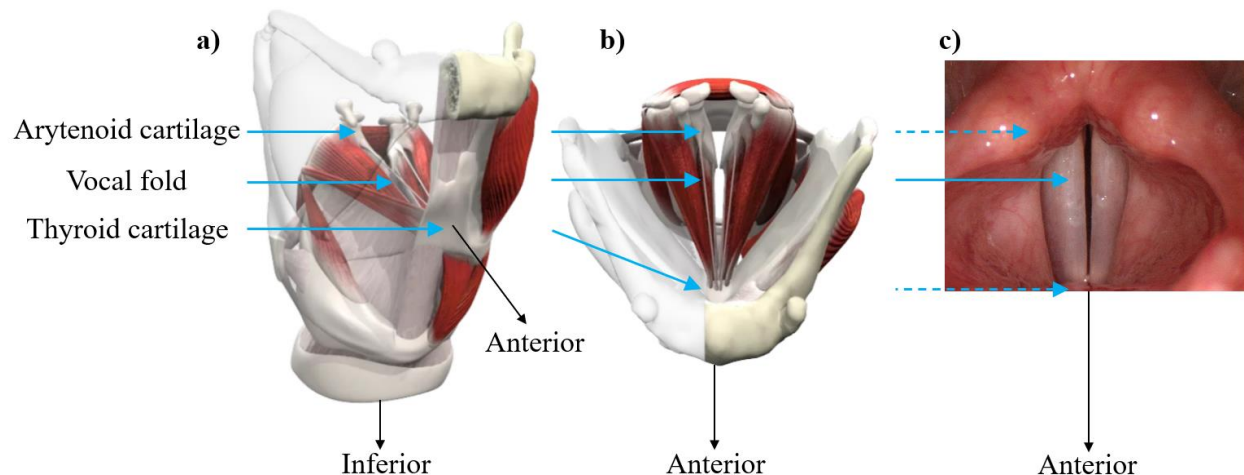 a)
b)
c)
Arytenoid cartilage
Vocal fold
Thyroid cartilage
Anterior
Inferior
Anterior
Anterior